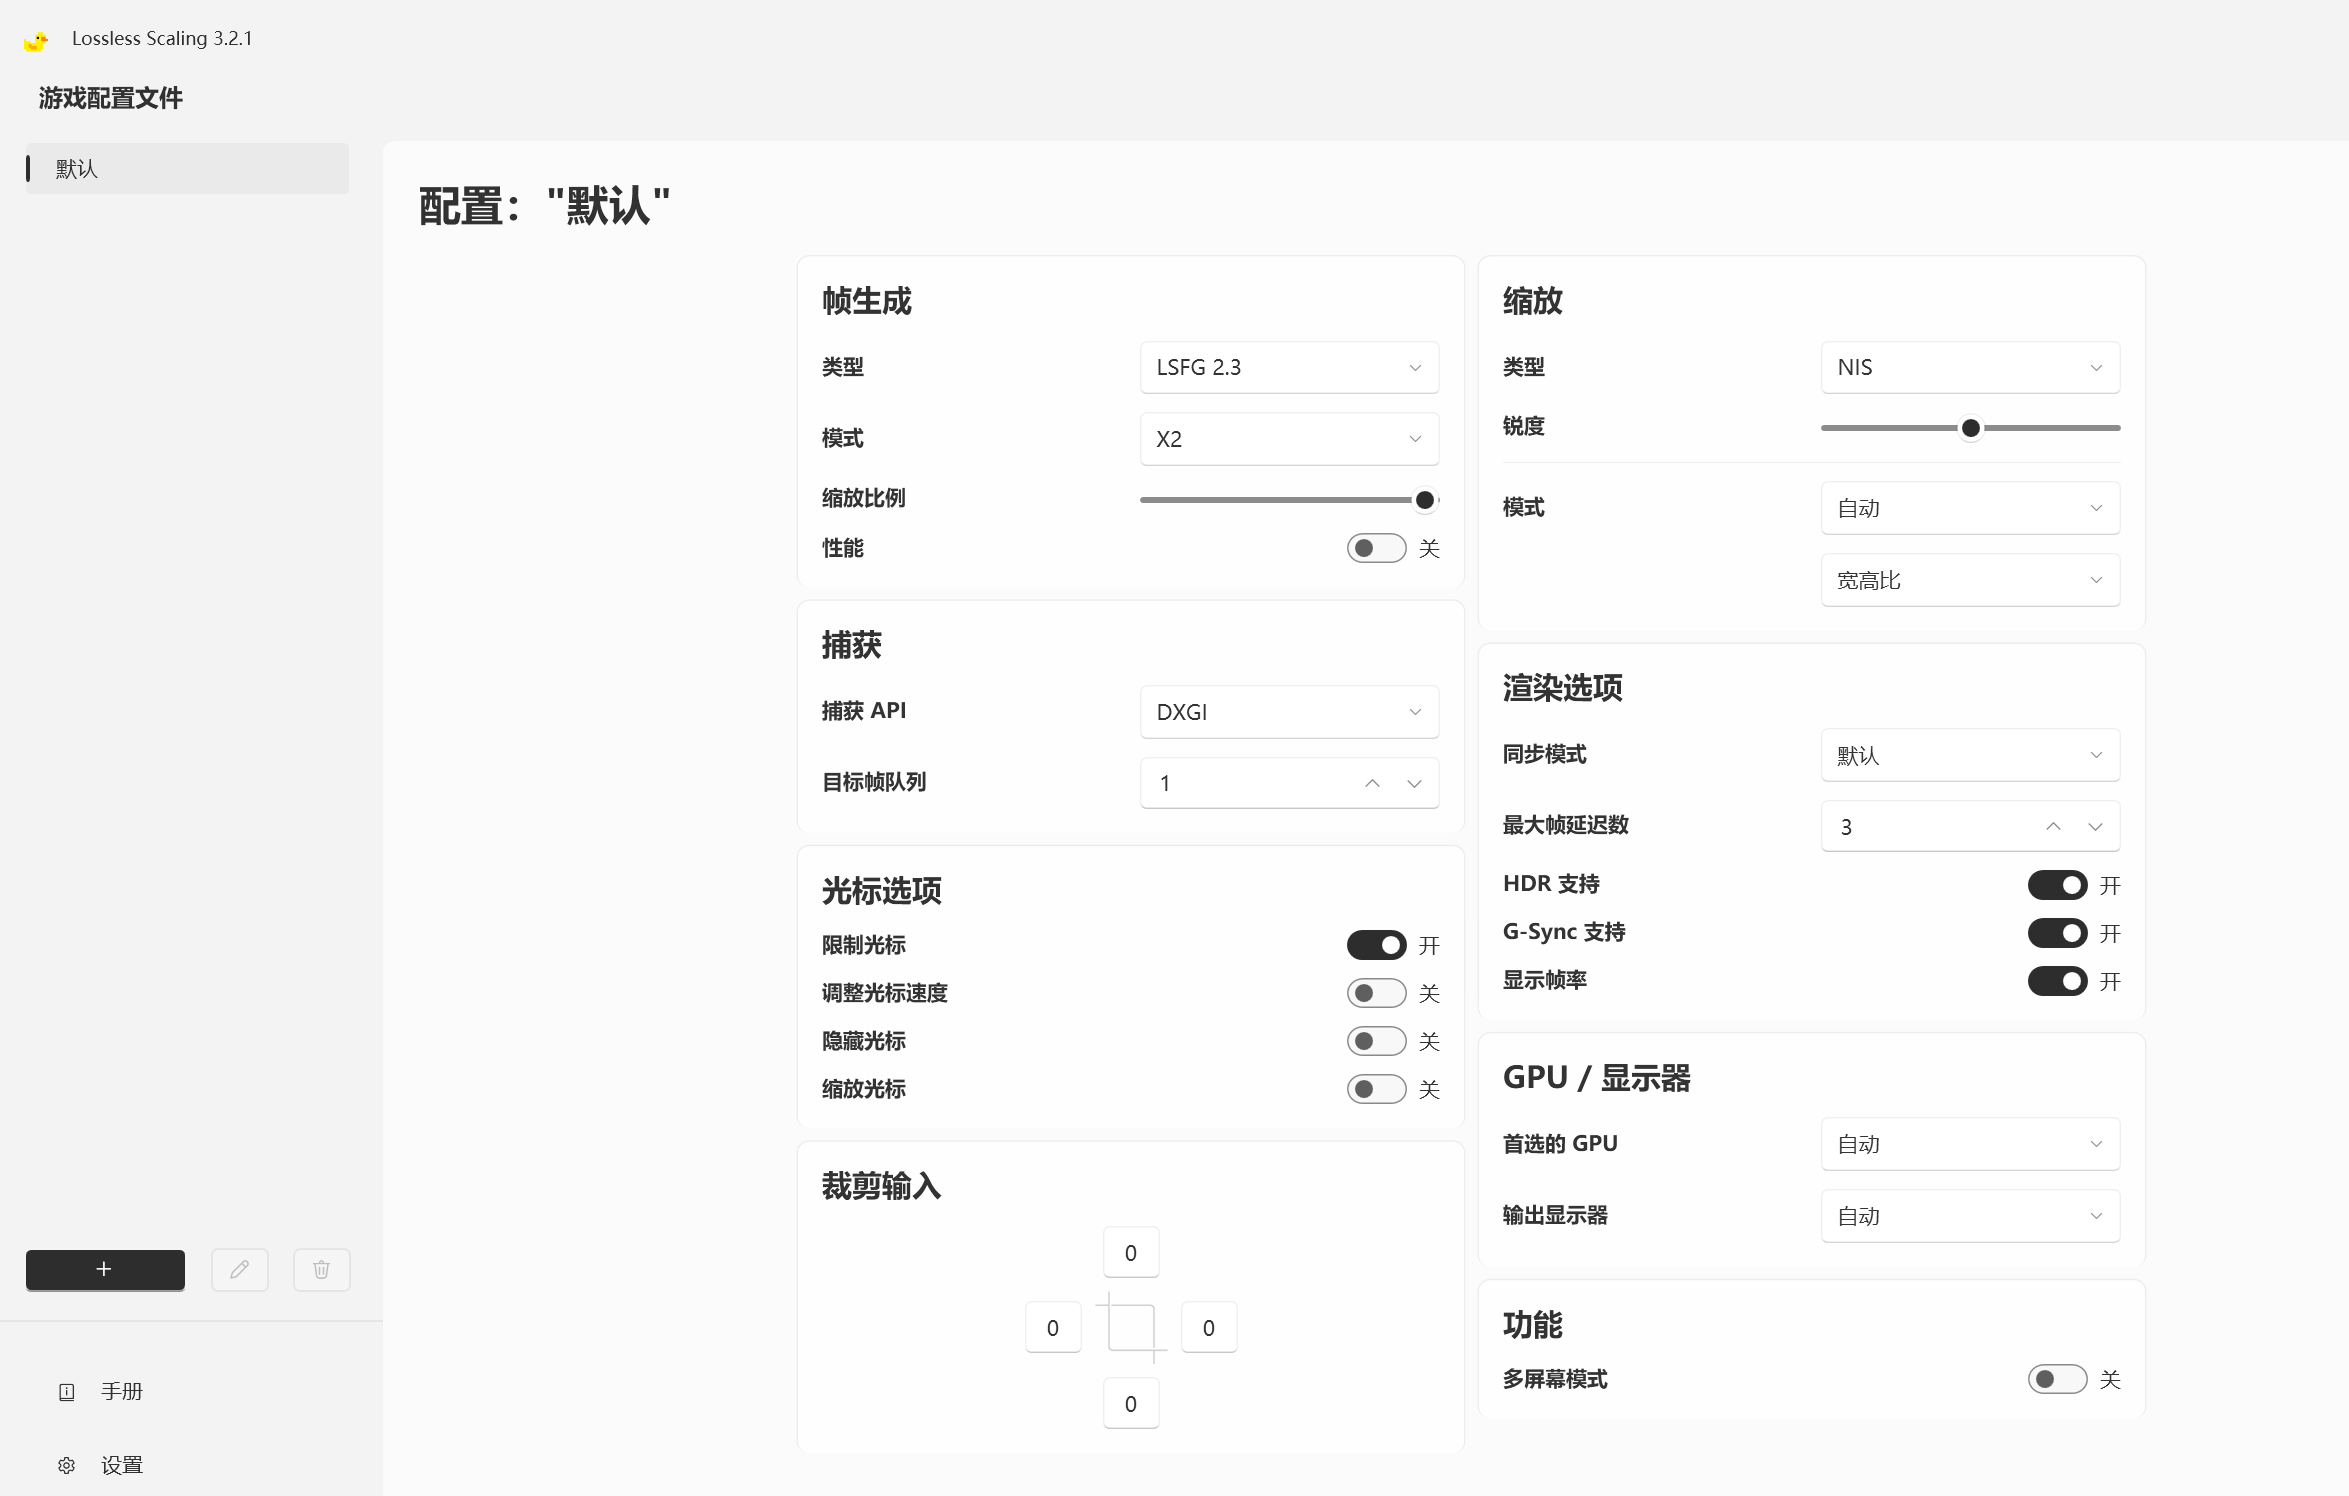 Lossless Scaling 3.2.1
游戏配置文件
默认
配置："默认"
帧生成
类型
LSFG 2.3
模式
X2
缩放比例
性能
关
捕获
捕获 API
DXGI
目标帧队列
1
光标选项
限制光标
开
调整光标速度
关
隐藏光标
关
缩放光标
关
裁剪输入
0
0
0
0
缩放
类型
NIS
锐度
模式
自动
宽高比
渲染选项
同步模式
默认
最大帧延迟数
3
HDR 支持
开
G-Sync 支持
开
显示帧率
开
GPU / 显示器
首选的 GPU
自动
输出显示器
自动
功能
多屏幕模式
关
手册
设置